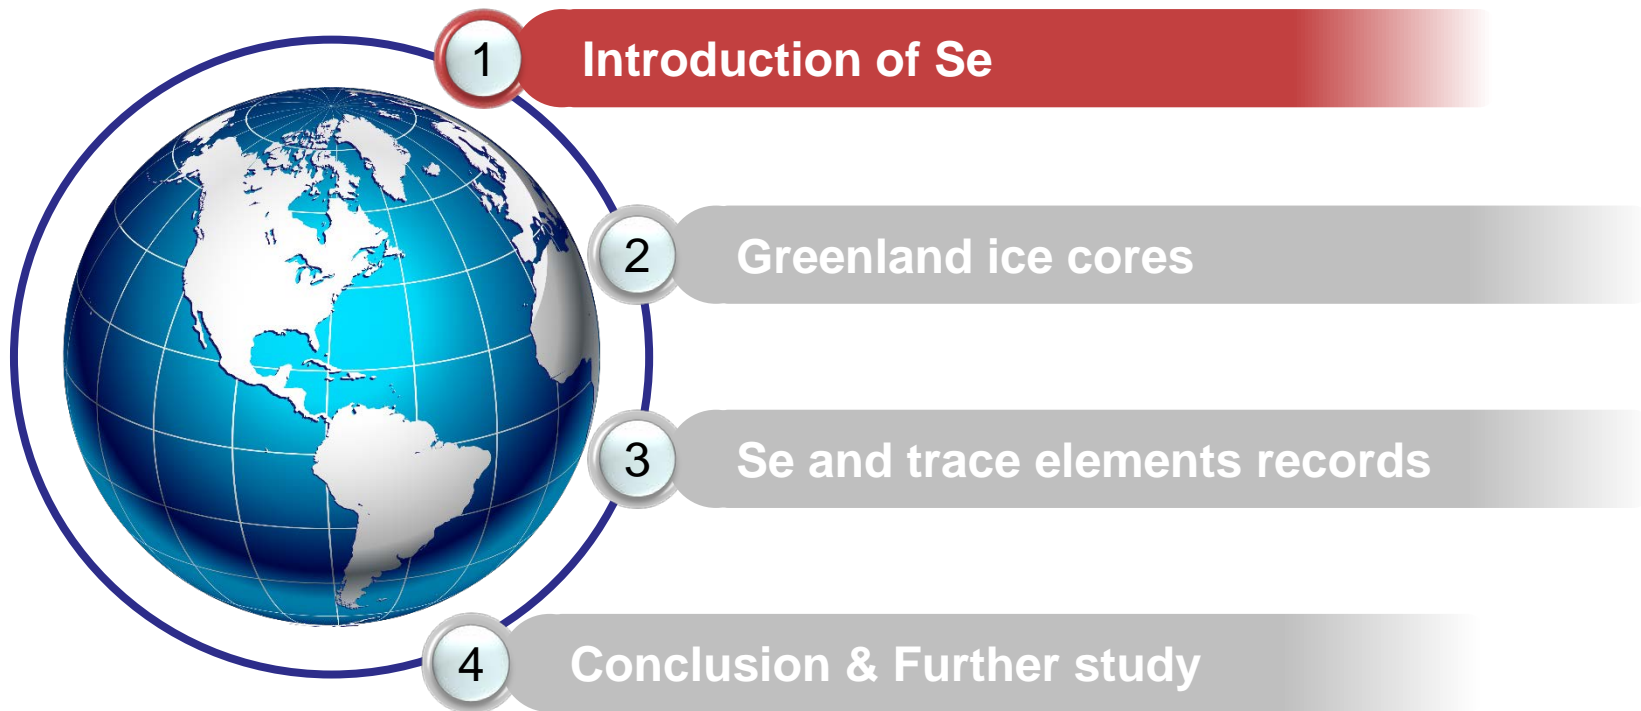 1 Introduction of Se
2 Greenland ice cores
3 Se and trace elements records
4 Conclusion & Further study